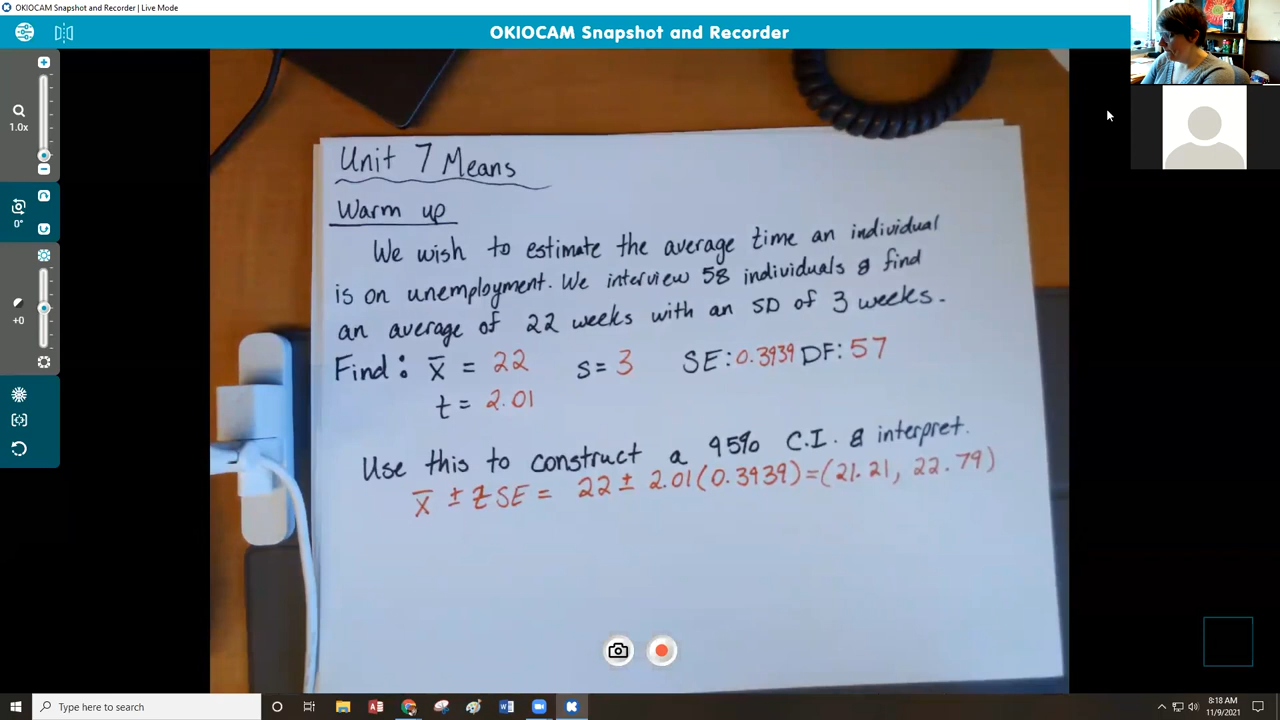 OKIOCAM Snapshot and Recorder | Live Mode
OKIOCAM Snapshot and Recorder
1.0x
0°
+0
Unit 7 Means
Warm up
We wish to estimate the average time an individual
is on unemployment. We interview 58 individuals & find
an average of 22 weeks with an SD of 3 weeks.
Find: x̄ = 22 s = 3 SE: 0.3939 DF: 57
t = 2.01
Use this to construct a 95% C.I. & interpret.
x̄ ± z SE = 22 ± 2.01(0.3939) = (21.21, 22.79)
Type here to search
8:18 AM
11/9/2021